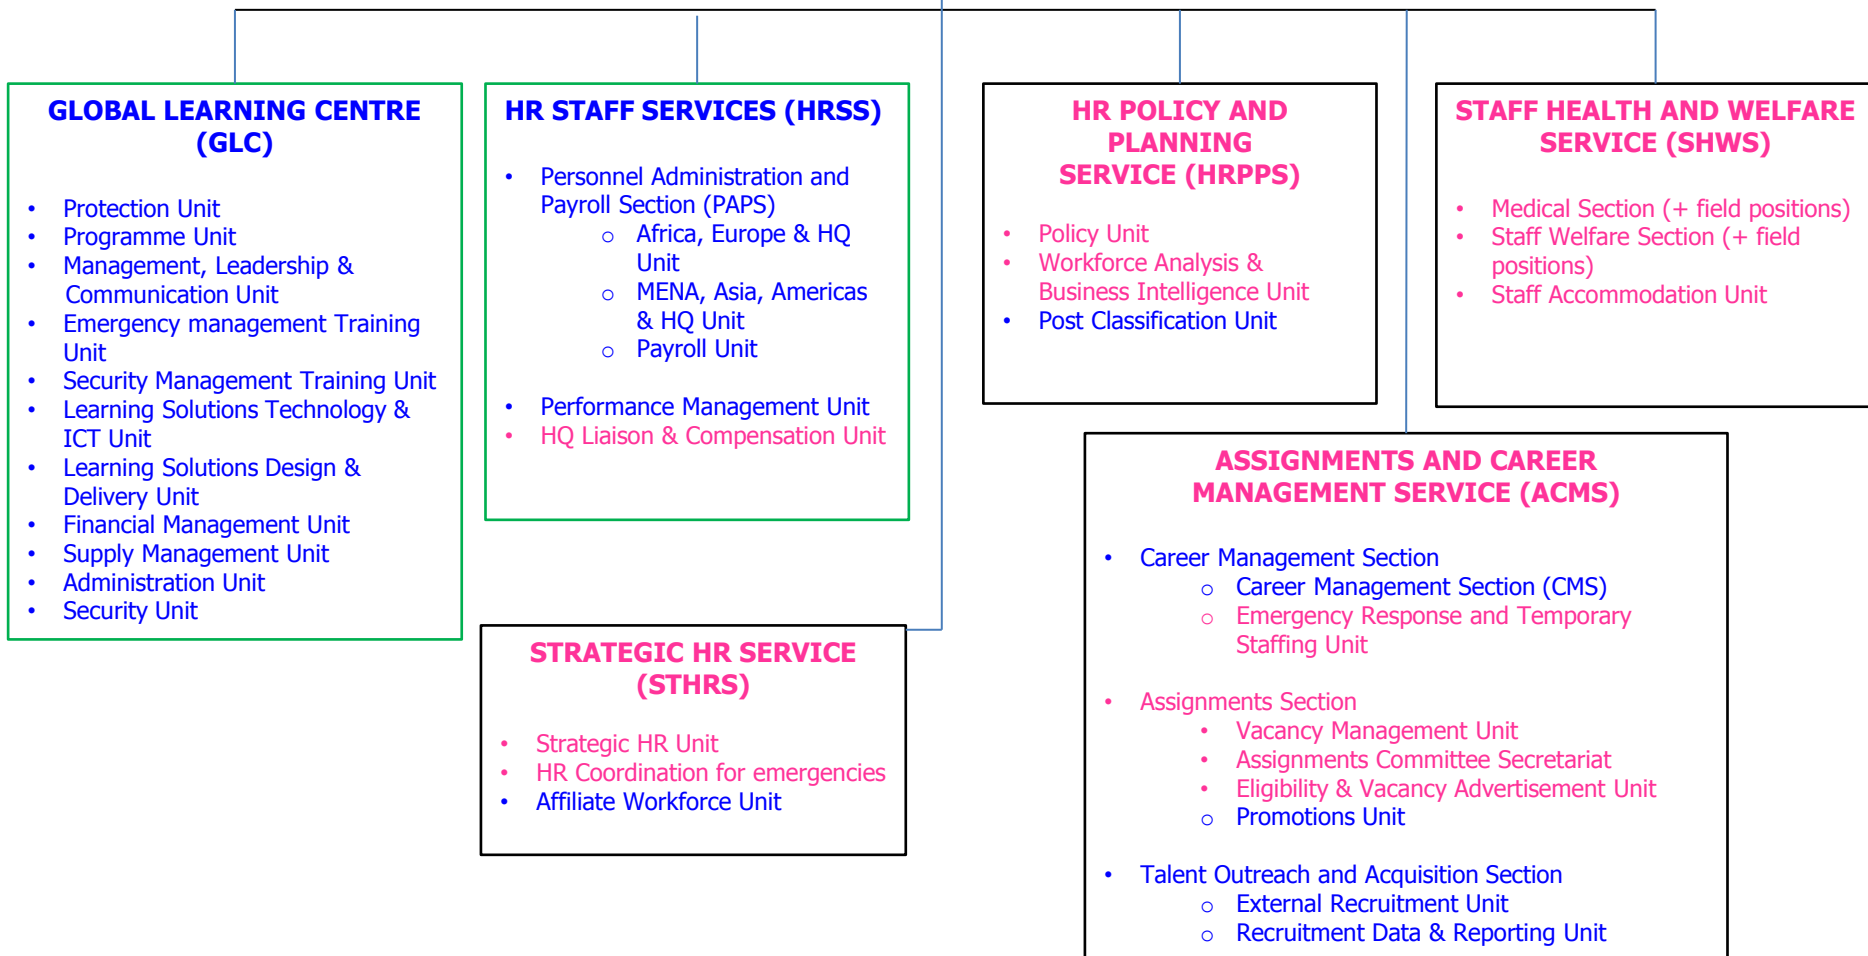 GLOBAL LEARNING CENTRE
(GLC)
• Protection Unit
• Programme Unit
• Management, Leadership &
Communication Unit
• Emergency management Training
Unit
• Security Management Training Unit
• Learning Solutions Technology &
ICT Unit
• Learning Solutions Design &
Delivery Unit
• Financial Management Unit
• Supply Management Unit
• Administration Unit
• Security Unit
HR STAFF SERVICES (HRSS)
• Personnel Administration and
Payroll Section (PAPS)
o Africa, Europe & HQ
Unit
o MENA, Asia, Americas
& HQ Unit
o Payroll Unit
• Performance Management Unit
• HQ Liaison & Compensation Unit
HR POLICY AND
PLANNING
SERVICE (HRPPS)
• Policy Unit
• Workforce Analysis &
Business Intelligence Unit
• Post Classification Unit
STAFF HEALTH AND WELFARE
SERVICE (SHWS)
• Medical Section (+ field positions)
• Staff Welfare Section (+ field
positions)
• Staff Accommodation Unit
STRATEGIC HR SERVICE
(STHRS)
• Strategic HR Unit
• HR Coordination for emergencies
• Affiliate Workforce Unit
ASSIGNMENTS AND CAREER
MANAGEMENT SERVICE (ACMS)
• Career Management Section
o Career Management Section (CMS)
o Emergency Response and Temporary
Staffing Unit
• Assignments Section
• Vacancy Management Unit
• Assignments Committee Secretariat
• Eligibility & Vacancy Advertisement Unit
o Promotions Unit
• Talent Outreach and Acquisition Section
o External Recruitment Unit
o Recruitment Data & Reporting Unit